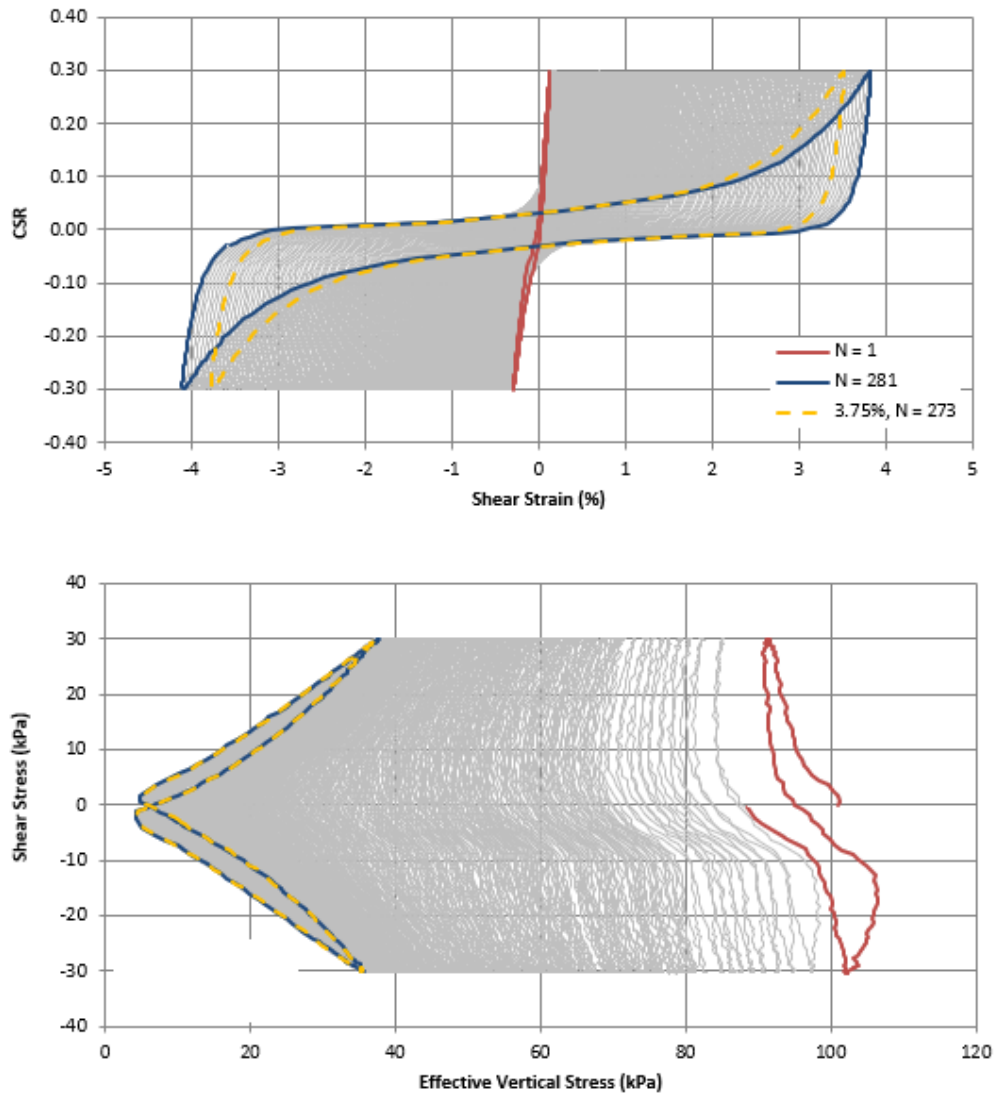 0.40
0.30
0.20
0.10
0.00
-0.10
-0.20
-0.30
-0.40
CSR
N = 1
N = 281
3.75%, N = 273
-5 -4 -3 -2 -1 0 1 2 3 4 5
Shear Strain (%)
40
30
20
10
0
-10
-20
-30
-40
Shear Stress (kPa)
0 20 40 60 80 100 120
Effective Vertical Stress (kPa)